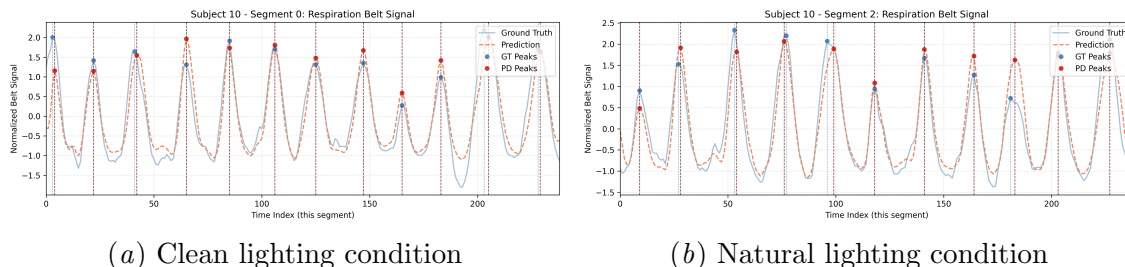 Subject 10 - Segment 0: Respiration Belt Signal
Normalized Belt Signal
2.0
1.5
1.0
0.5
0.0
−0.5
−1.0
−1.5
Ground Truth
Prediction
GT Peaks
PD Peaks
0 50 100 150 200
Time Index (this segment)
(a) Clean lighting condition
Subject 10 - Segment 2: Respiration Belt Signal
Normalized Belt Signal
2.5
2.0
1.5
1.0
0.5
0.0
−0.5
−1.0
−1.5
Ground Truth
Prediction
GT Peaks
PD Peaks
0 50 100 150 200
Time Index (this segment)
(b) Natural lighting condition